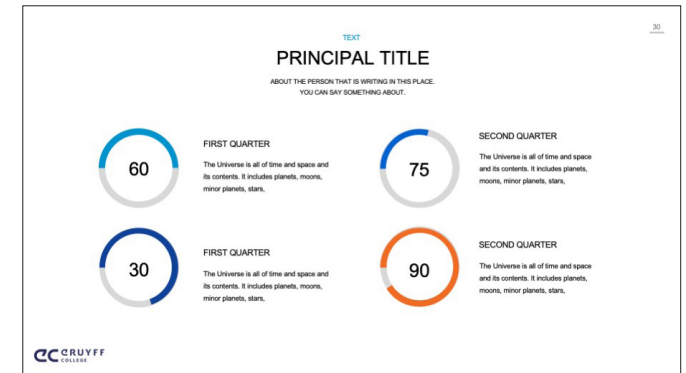 30
TEXT
PRINCIPAL TITLE
ABOUT THE PERSON THAT IS WRITING IN THIS PLACE.
YOU CAN SAY SOMETHING ABOUT.
60
FIRST QUARTER
The Universe is all of time and space and
its contents. It includes planets, moons,
minor planets, stars,
75
SECOND QUARTER
The Universe is all of time and space
and its contents. It includes planets,
moons, minor planets, stars,
30
FIRST QUARTER
The Universe is all of time and space and
its contents. It includes planets, moons,
minor planets, stars,
90
SECOND QUARTER
The Universe is all of time and space
and its contents. It includes planets,
moons, minor planets, stars,
CC CRUYFF
COLLEGE